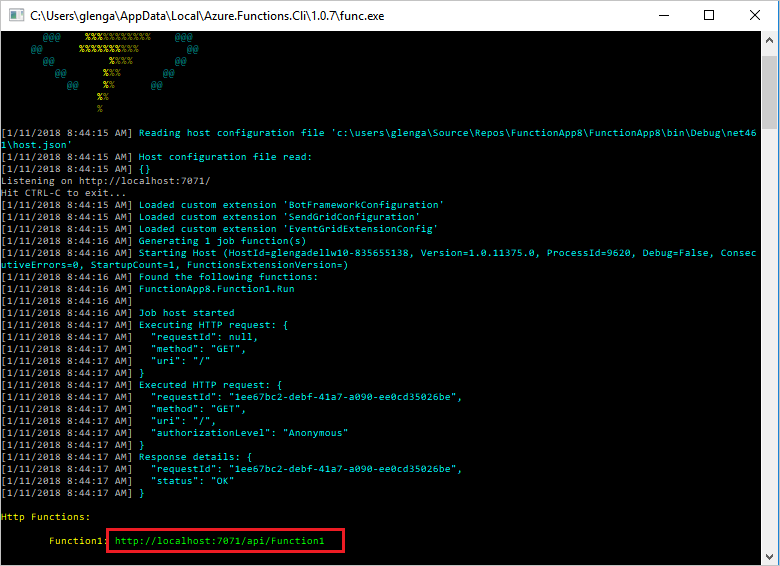 C:\Users\glenga\AppData\Local\Azure.Functions.Cli\1.0.7\func.exe
@@@    %%%%%%%%%%%    @@@
@@      %%%%%%%%%%        @@
@@         %%%%       @@
@@      %%%       @@
@@    %%      @@
%%
%
[1/11/2018 8:44:15 AM] Reading host configuration file 'c:\users\glenga\Source\Repos\FunctionApp8\FunctionApp8\bin\Debug\net46
1\host.json'
[1/11/2018 8:44:15 AM] Host configuration file read:
[1/11/2018 8:44:15 AM] {}
Listening on http://localhost:7071/
Hit CTRL-C to exit...
[1/11/2018 8:44:15 AM] Loaded custom extension 'BotFrameworkConfiguration'
[1/11/2018 8:44:15 AM] Loaded custom extension 'SendGridConfiguration'
[1/11/2018 8:44:15 AM] Loaded custom extension 'EventGridExtensionConfig'
[1/11/2018 8:44:16 AM] Generating 1 job function(s)
[1/11/2018 8:44:16 AM] Starting Host (HostId=glengadellw10-835655138, Version=1.0.11375.0, ProcessId=9620, Debug=False, Consec
utiveErrors=0, StartupCount=1, FunctionsExtensionVersion=)
[1/11/2018 8:44:16 AM] Found the following functions:
[1/11/2018 8:44:16 AM] FunctionApp8.Function1.Run
[1/11/2018 8:44:16 AM]
[1/11/2018 8:44:16 AM] Job host started
[1/11/2018 8:44:17 AM] Executing HTTP request: {
[1/11/2018 8:44:17 AM]   "requestId": null,
[1/11/2018 8:44:17 AM]   "method": "GET",
[1/11/2018 8:44:17 AM]   "uri": "/"
[1/11/2018 8:44:17 AM] }
[1/11/2018 8:44:17 AM] Executed HTTP request: {
[1/11/2018 8:44:17 AM]   "requestId": "1ee67bc2-debf-41a7-a090-ee0cd35026be",
[1/11/2018 8:44:17 AM]   "method": "GET",
[1/11/2018 8:44:17 AM]   "uri": "/",
[1/11/2018 8:44:17 AM]   "authorizationLevel": "Anonymous"
[1/11/2018 8:44:17 AM] }
[1/11/2018 8:44:17 AM] Response details: {
[1/11/2018 8:44:17 AM]   "requestId": "1ee67bc2-debf-41a7-a090-ee0cd35026be",
[1/11/2018 8:44:17 AM]   "status": "OK"
[1/11/2018 8:44:17 AM] }
Http Functions:
Function1: http://localhost:7071/api/Function1